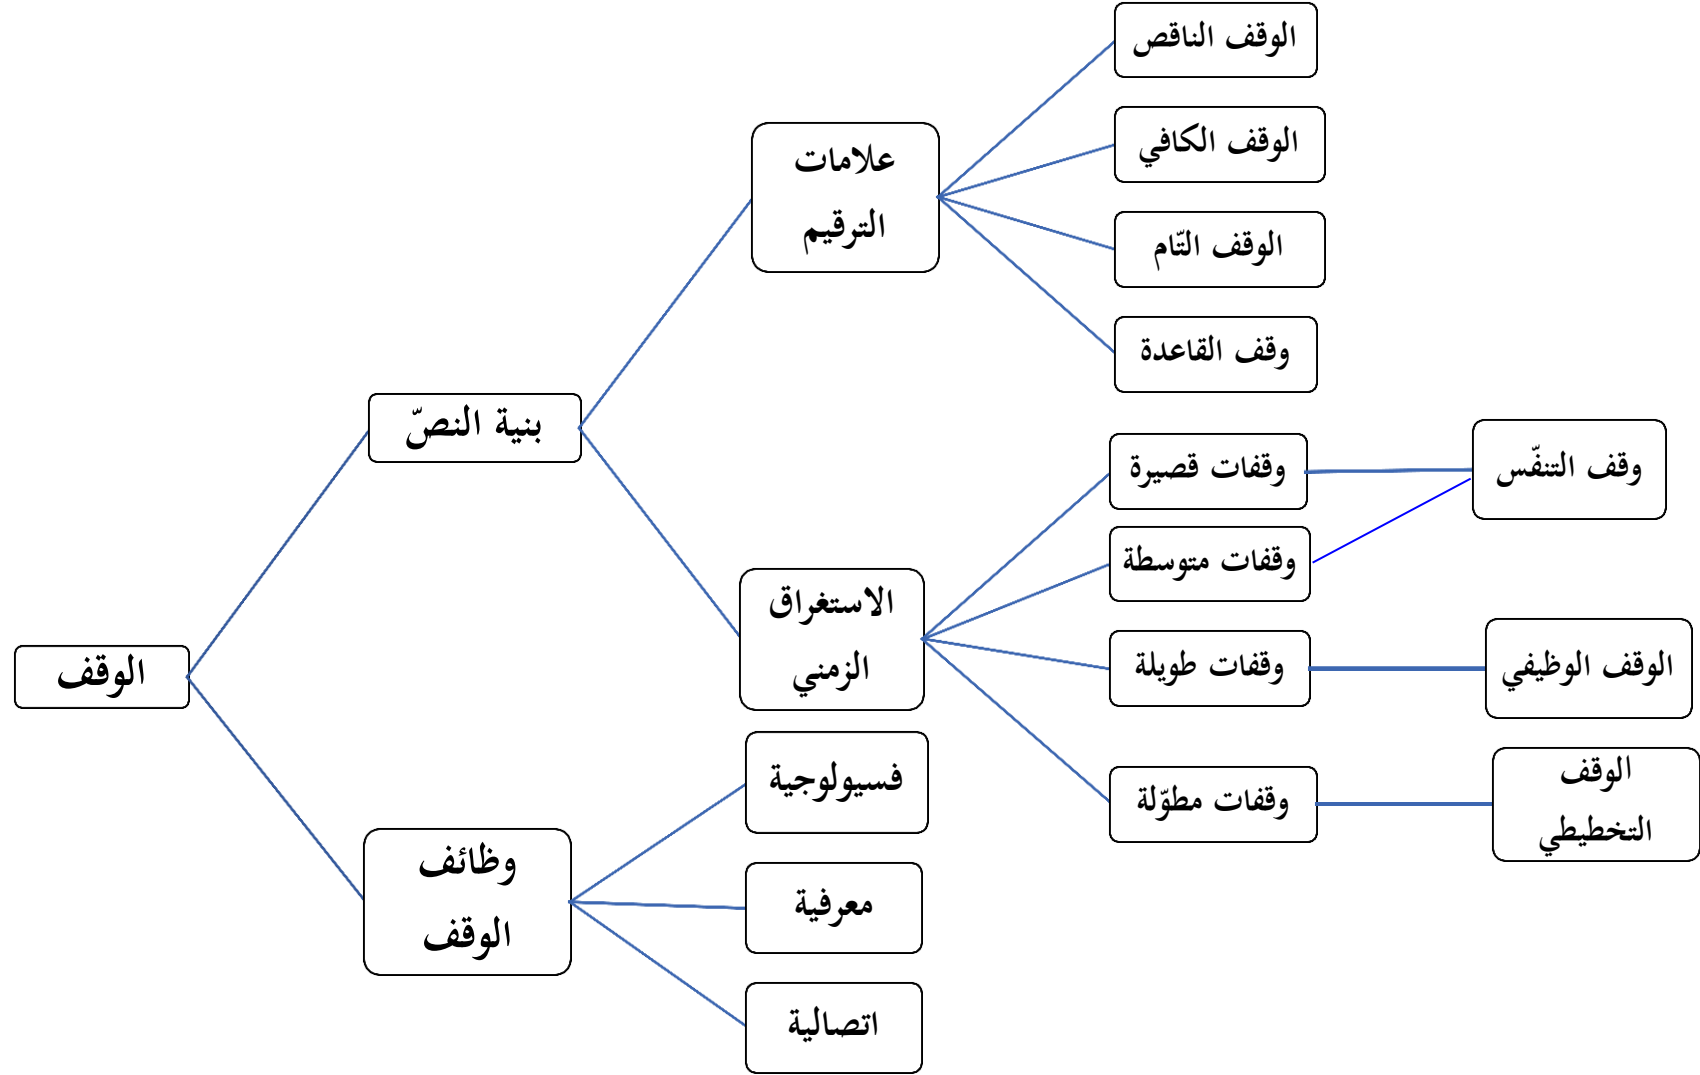 الوقف الناقص
الوقف الكافي
علامات
الترقيم
الوقف التّام
وقف القاعدة
بنية النصّ
وقفات قصيرة
وقف التنفّس
وقفات متوسطة
الاستغراق
الزمني
وقفات طويلة
الوقف الوظيفي
الوقف
فسيولوجية
وقفات مطوّلة
الوقف
التخطيطي
وظائف
الوقف
معرفية
اتصالية